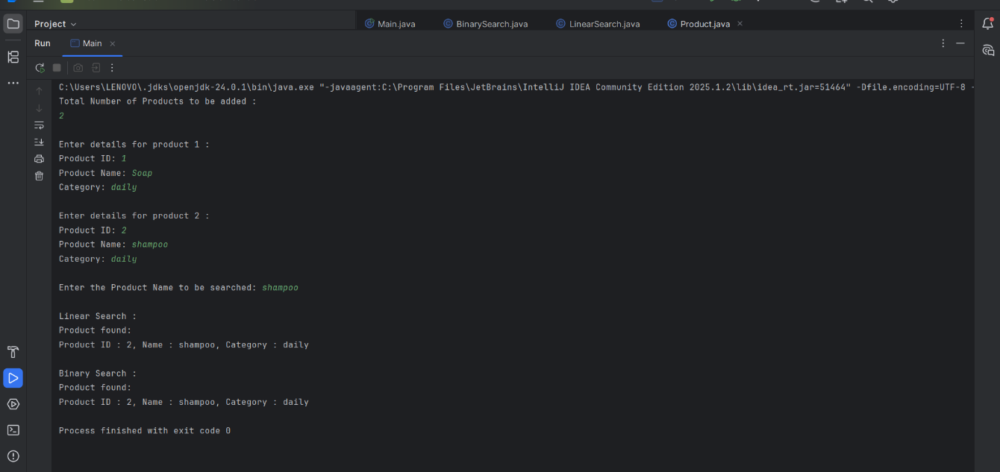 Project
Main.java BinarySearch.java LinearSearch.java Product.java
Run Main
C:\Users\LENOVO\.jdks\openjdk-24.0.1\bin\java.exe "-javaagent:C:\Program Files\JetBrains\IntelliJ IDEA Community Edition 2025.1.2\lib\idea_rt.jar=51464" -Dfile.encoding=UTF-8 -
Total Number of Products to be added :
2
Enter details for product 1 :
Product ID: 1
Product Name: Soap
Category: daily
Enter details for product 2 :
Product ID: 2
Product Name: shampoo
Category: daily
Enter the Product Name to be searched: shampoo
Linear Search :
Product found:
Product ID : 2, Name : shampoo, Category : daily
Binary Search :
Product found:
Product ID : 2, Name : shampoo, Category : daily
Process finished with exit code 0